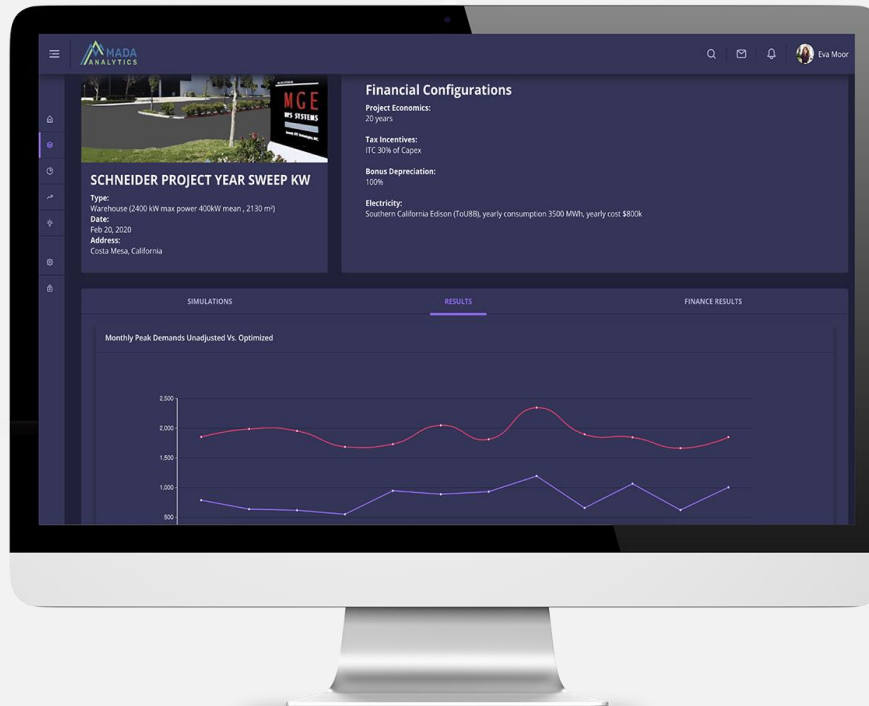 MADA
ANALYTICS
Eva Moor
MGE
UPS SYSTEMS
Financial Configurations
Project Economics:
20 years
Tax Incentives:
ITC 30% of Capex
Bonus Depreciation:
100%
Electricity:
Southern California Edison (ToU8B), yearly consumption 3500 MWh, yearly cost $800k
SCHNEIDER PROJECT YEAR SWEEP KW
Type:
Warehouse (2400 kW max power 400kW mean , 2130 m²)
Date:
Feb 20, 2020
Address:
Costa Mesa, California
SIMULATIONS
RESULTS
FINANCE RESULTS
Monthly Peak Demands Unadjusted Vs. Optimized
2,500
2,000
1,500
1,000
500